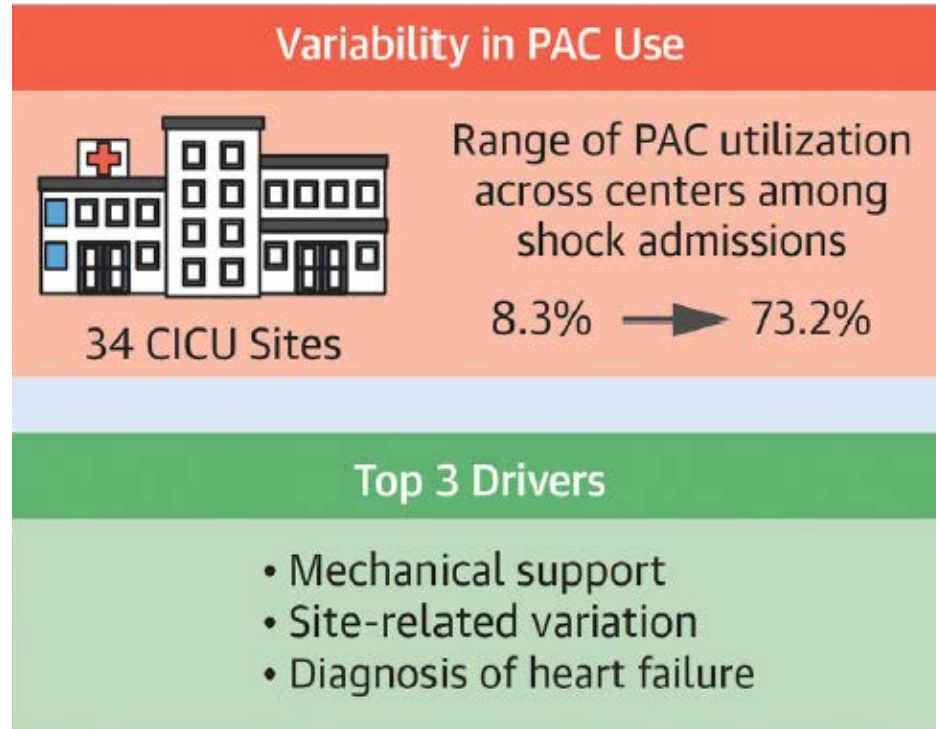 Variability in PAC Use
34 CICU Sites
Range of PAC utilization
across centers among
shock admissions
8.3% → 73.2%
Top 3 Drivers
• Mechanical support
• Site-related variation
• Diagnosis of heart failure